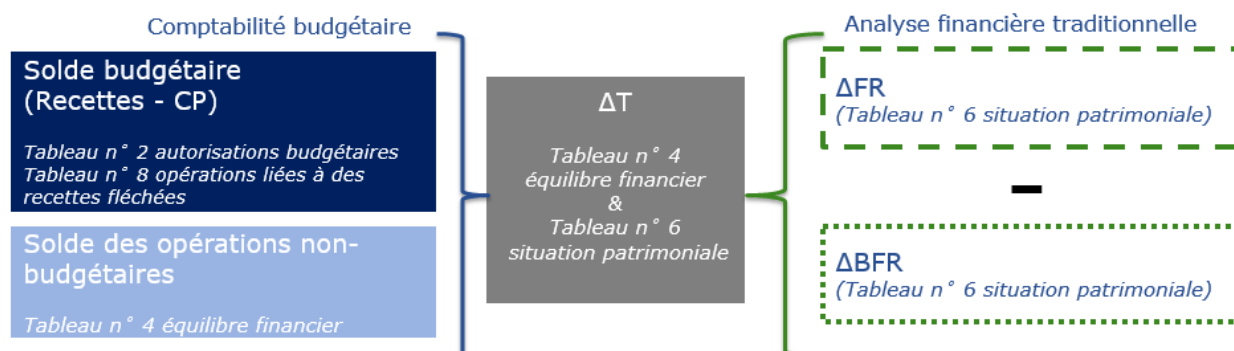 Comptabilité budgétaire
Solde budgétaire
(Recettes - CP)
Tableau n° 2 autorisations budgétaires
Tableau n° 8 opérations liées à des
recettes fléchées
Solde des opérations non-
budgétaires
Tableau n° 4 équilibre financier
ΔT
Tableau n° 4
équilibre financier
&
Tableau n° 6
situation patrimoniale
Analyse financière traditionnelle
ΔFR
(Tableau n° 6 situation patrimoniale)
-
ΔBFR
(Tableau n° 6 situation patrimoniale)